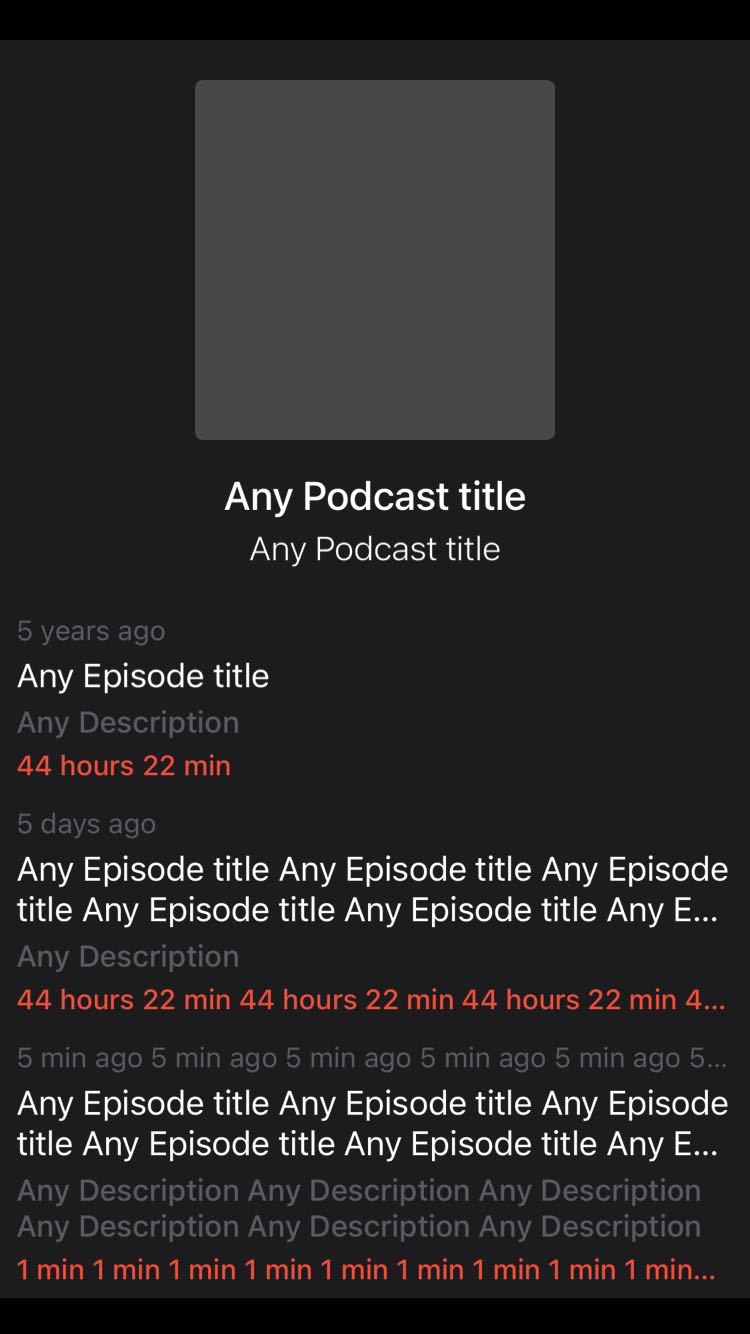 Any Podcast title
Any Podcast title
5 years ago
Any Episode title
Any Description
44 hours 22 min
5 days ago
Any Episode title Any Episode title Any Episode
title Any Episode title Any Episode title Any E...
Any Description
44 hours 22 min 44 hours 22 min 44 hours 22 min 4...
5 min ago 5 min ago 5 min ago 5 min ago 5 min ago 5...
Any Episode title Any Episode title Any Episode
title Any Episode title Any Episode title Any E...
Any Description Any Description Any Description
Any Description Any Description Any Description
1 min 1 min 1 min 1 min 1 min 1 min 1 min 1 min 1 min...